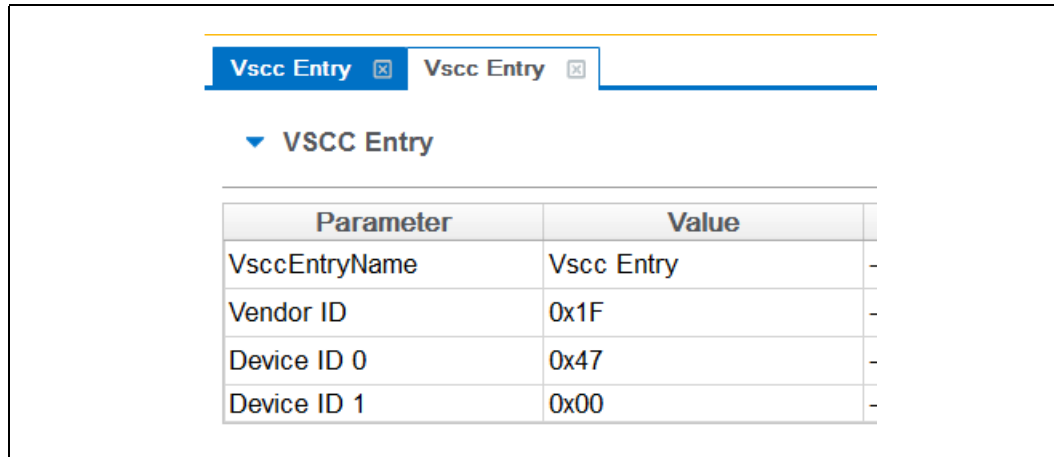 Vscc Entry Vscc Entry
VSCC Entry
Parameter Value
VsccEntryName Vscc Entry
Vendor ID 0x1F
Device ID 0 0x47
Device ID 1 0x00